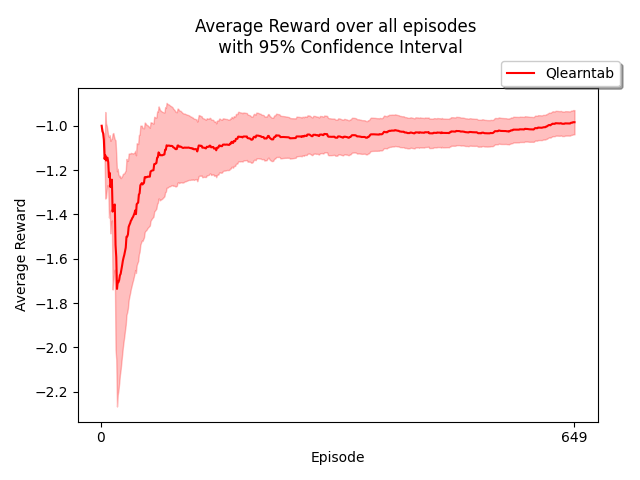 Average Reward over all episodes
with 95% Confidence Interval
Qlearntab
−1.0
−1.2
−1.4
−1.6
−1.8
−2.0
−2.2
Average Reward
0
649
Episode